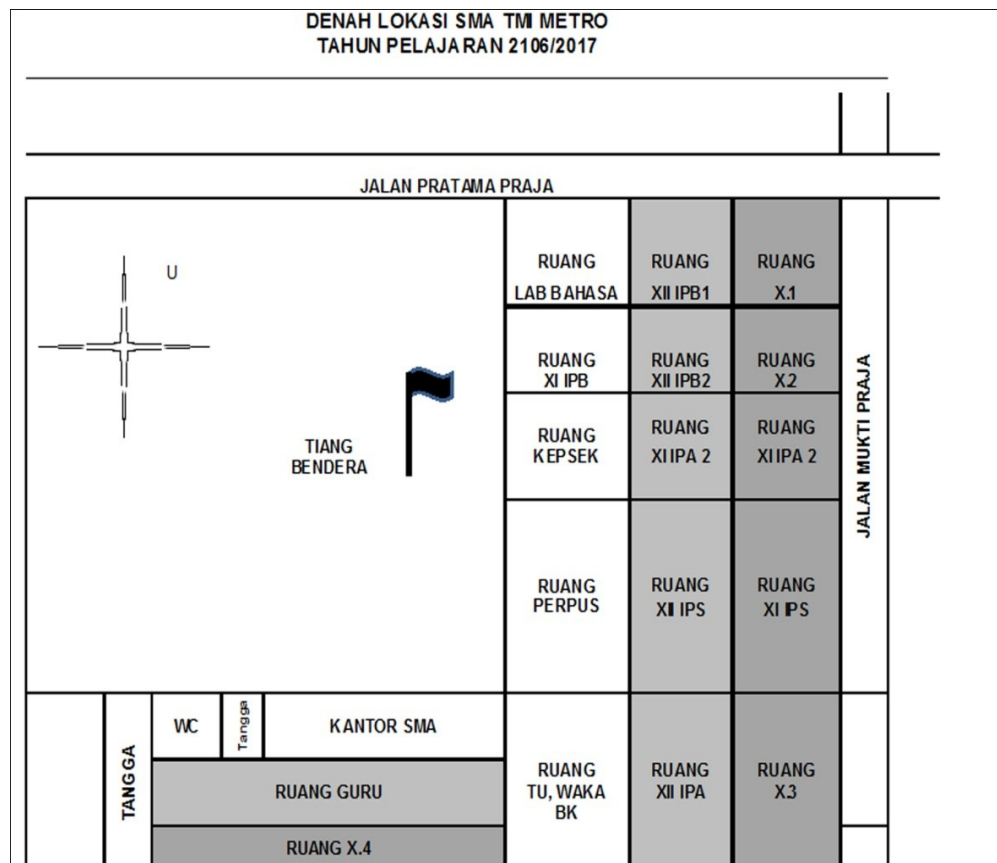 DENAH LOKASI SMA TMI METRO
TAHUN PELAJARAN 2106/2017
JALAN PRATAMA PRAJA
U
TIANG
BENDERA
RUANG
LAB BAHASA
RUANG
XII IPB1
RUANG
X.1
RUANG
XI IPB
RUANG
XII IPB2
RUANG
X.2
RUANG
KEPSEK
RUANG
XI IPA 2
RUANG
XI IPA 2
RUANG
PERPUS
RUANG
XII IPS
RUANG
XI IPS
JALAN MUKTI PRAJA
TANGGA
WC
Tangga
KANTOR SMA
RUANG GURU
RUANG X.4
RUANG
TU, WAKA
BK
RUANG
XII IPA
RUANG
X.3